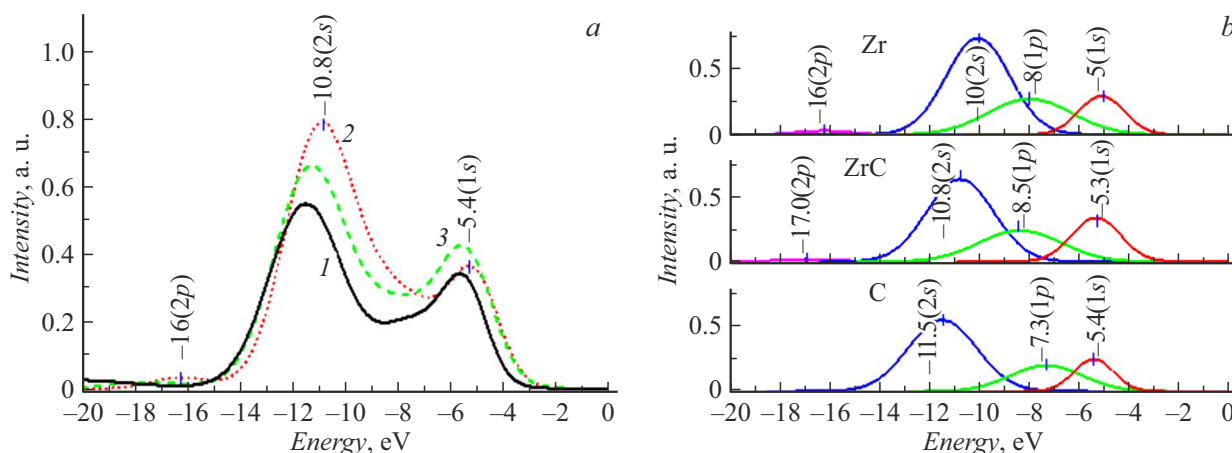 a
1.0
0.8
0.6
0.4
0.2
0
Intensity, a. u.
−10.8(2s)
2
−5.4(1s)
3
1
−16(2p)
−20 −18 −16 −14 −12 −10 −8 −6 −4 −2 0
Energy, eV
b
Intensity, a. u.
Zr
0.5
0
−16(2p)
−10(2s)
−8(1p)
−5(1s)
ZrC
0.5
0
−17.0(2p)
−10.8(2s)
−8.5(1p)
−5.3(1s)
C
0.5
0
−11.5(2s)
−7.3(1p)
−5.4(1s)
−20 −18 −16 −14 −12 −10 −8 −6 −4 −2 0
Energy, eV